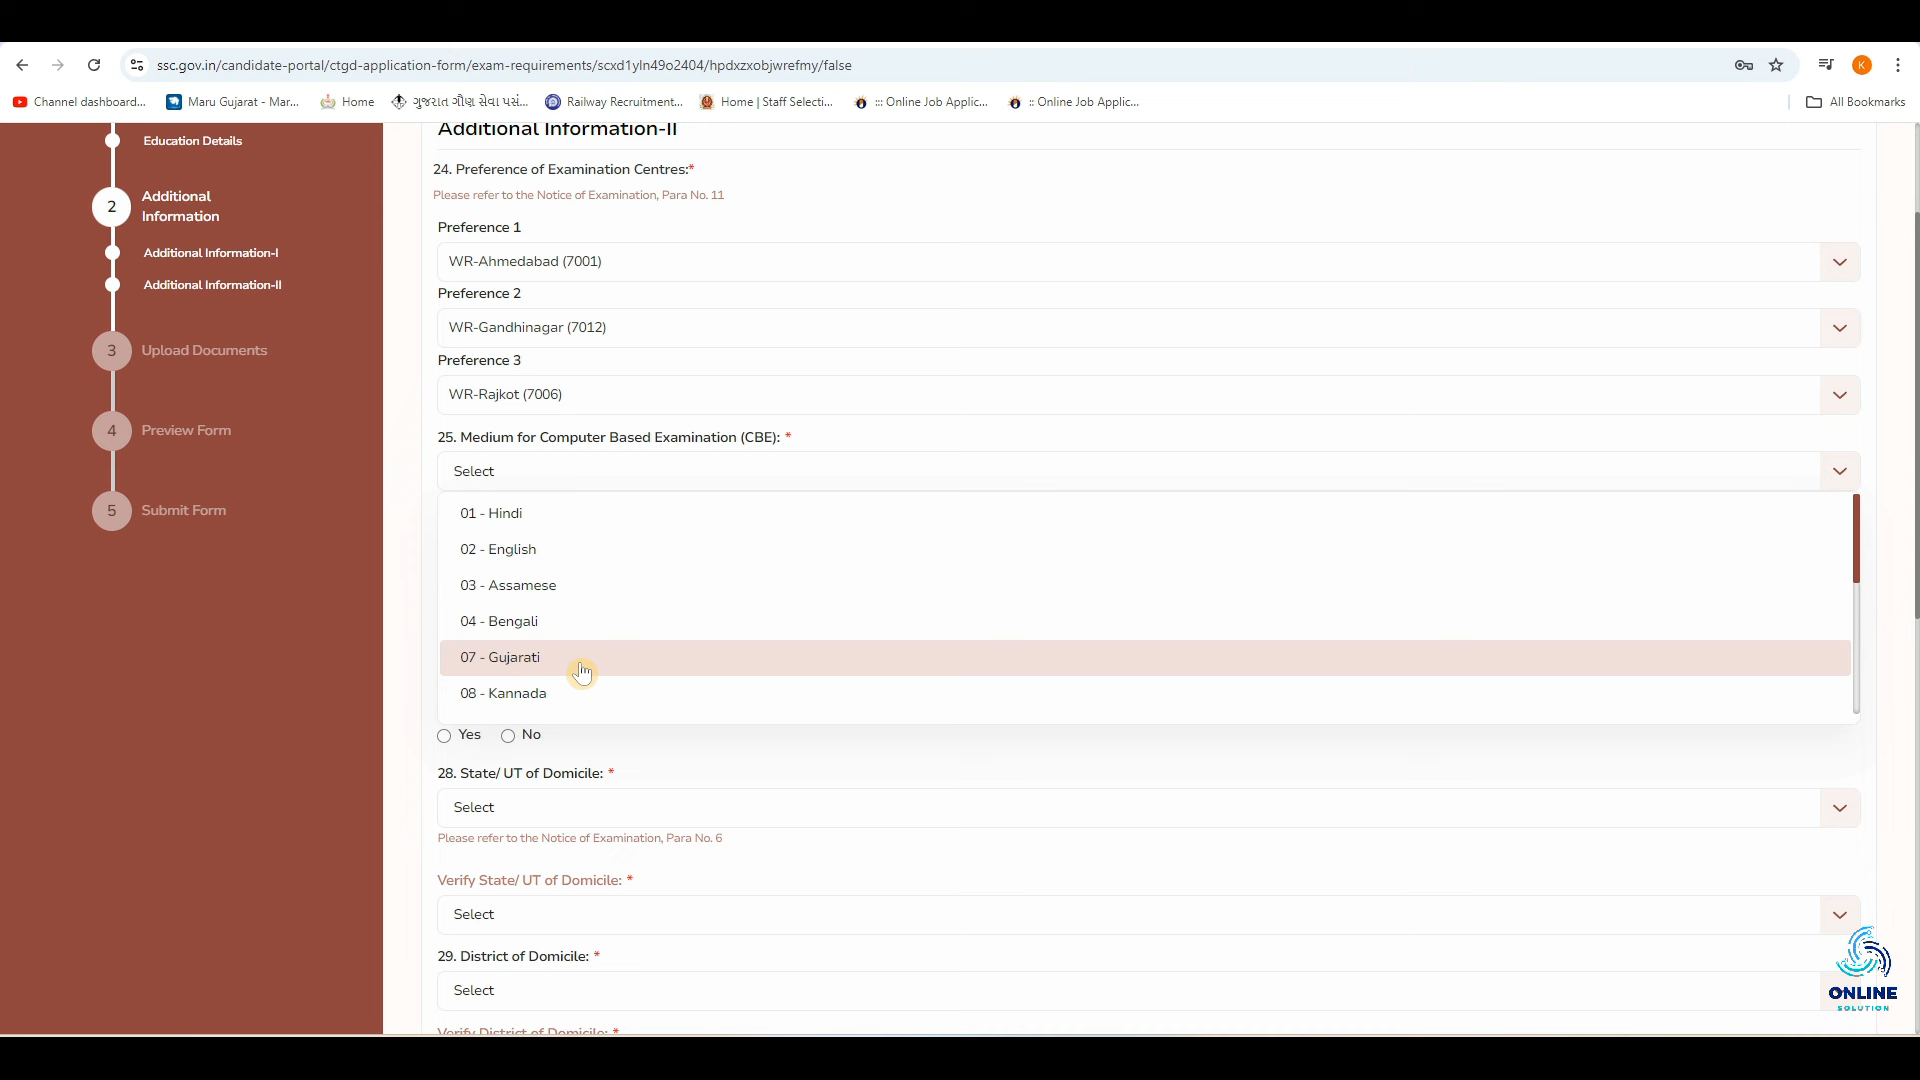 ssc.gov.in/candidate-portal/ctgd-application-form/exam-requirements/scxd1yln49o2404/hpdxzxobjwrefmy/false
K
Channel dashboard...
Maru Gujarat - Mar...
Home
ગુજરાત ગૌણ સેવા પસં...
Railway Recruitment...
Home | Staff Selecti...
::: Online Job Applic...
:: Online Job Applic...
All Bookmarks
Education Details
2
Additional
Information
Additional Information-I
Additional Information-II
3
Upload Documents
4
Preview Form
5
Submit Form
Additional Information-II
24. Preference of Examination Centres:*
Please refer to the Notice of Examination, Para No. 11
Preference 1
WR-Ahmedabad (7001)
Preference 2
WR-Gandhinagar (7012)
Preference 3
WR-Rajkot (7006)
25. Medium for Computer Based Examination (CBE): *
Select
01 - Hindi
02 - English
03 - Assamese
04 - Bengali
07 - Gujarati
08 - Kannada
Yes No
28. State/ UT of Domicile: *
Select
Please refer to the Notice of Examination, Para No. 6
Verify State/ UT of Domicile: *
Select
29. District of Domicile: *
Select
Verify District of Domicile: *
ONLINE
SOLUTION